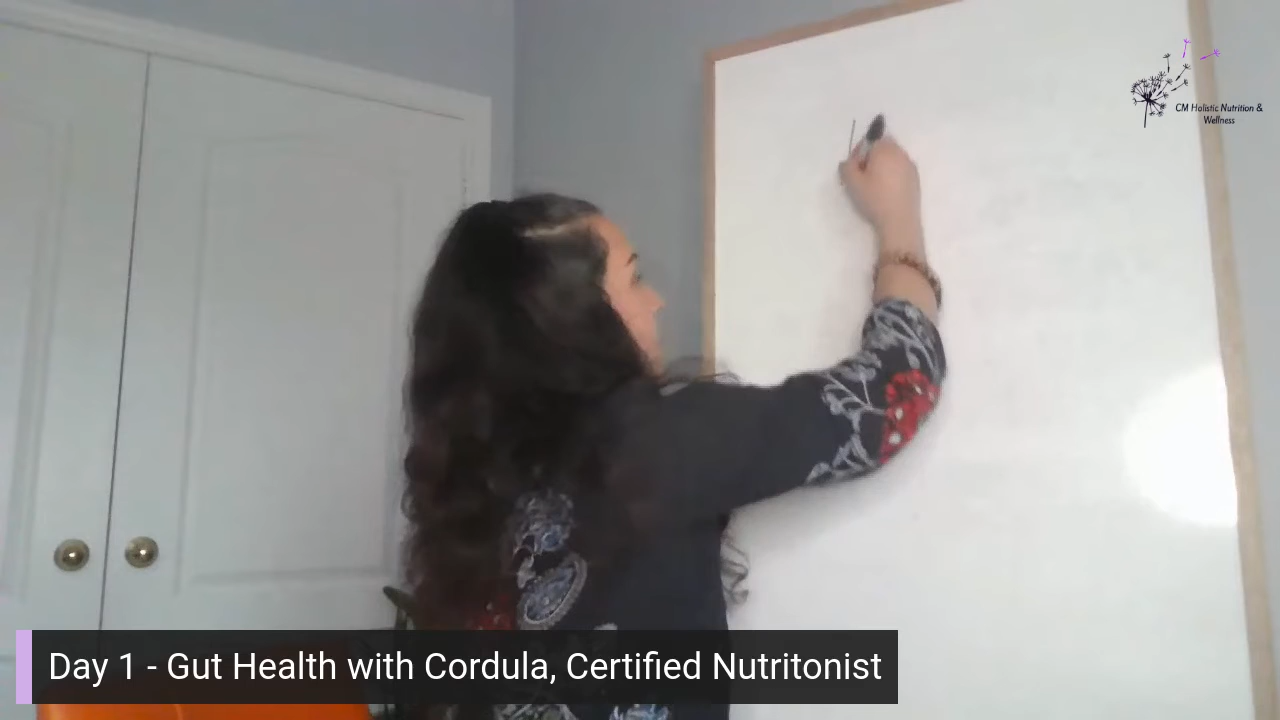 CM Holistic Nutrition &
Wellness
Day 1 - Gut Health with Cordula, Certified Nutritonist